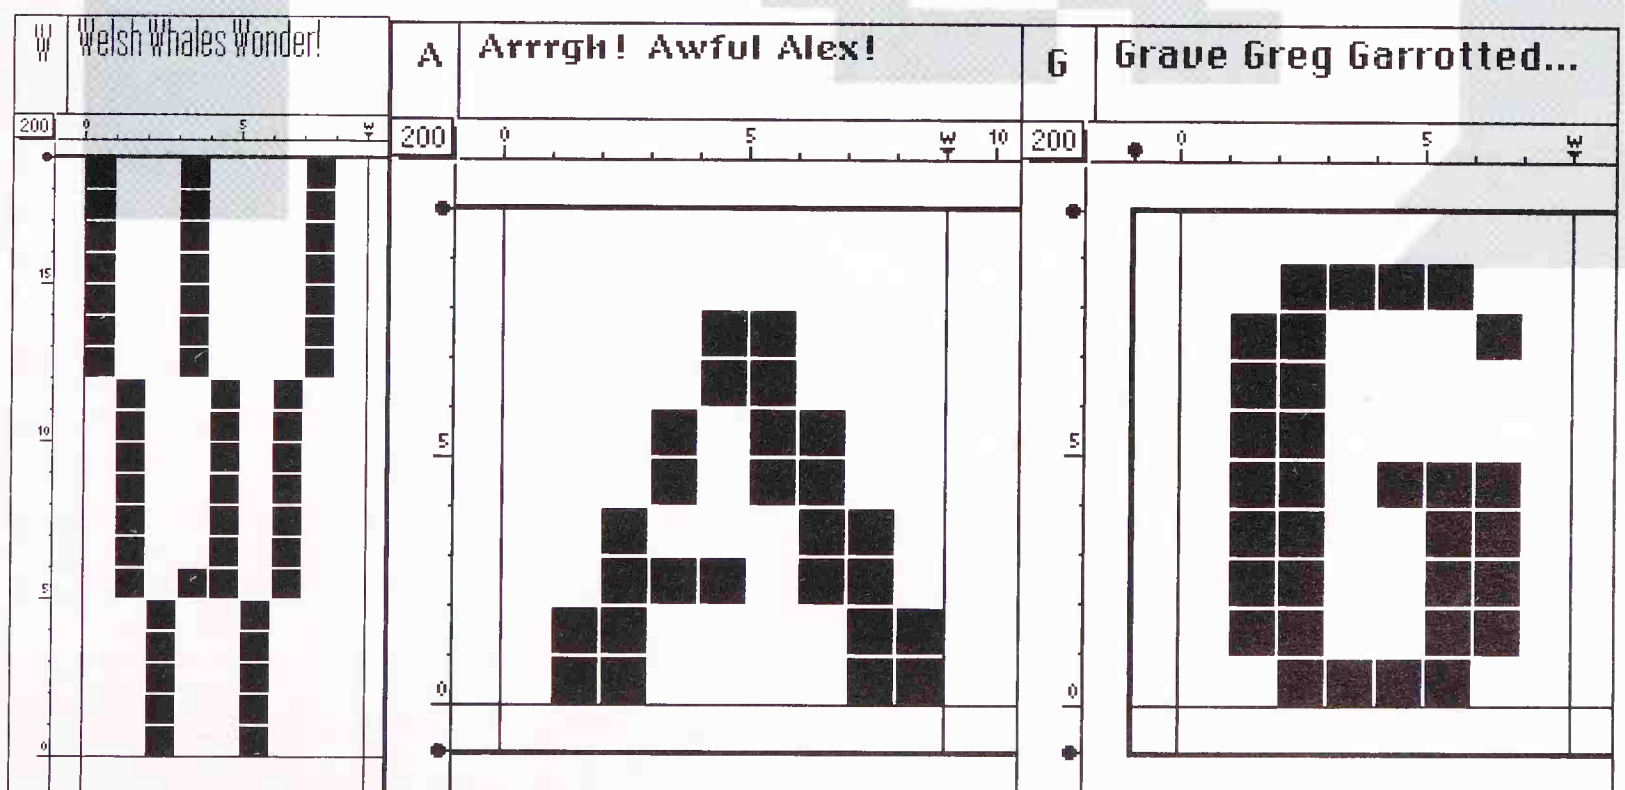 W Welsh Whales Wonder!
A Arrrgh! Awful Alex!
G Grave Greg Garrotted...
200 0 5 W
200 0 5 W 10
200 0 5 W
15
10
5
0
5
0
5
0